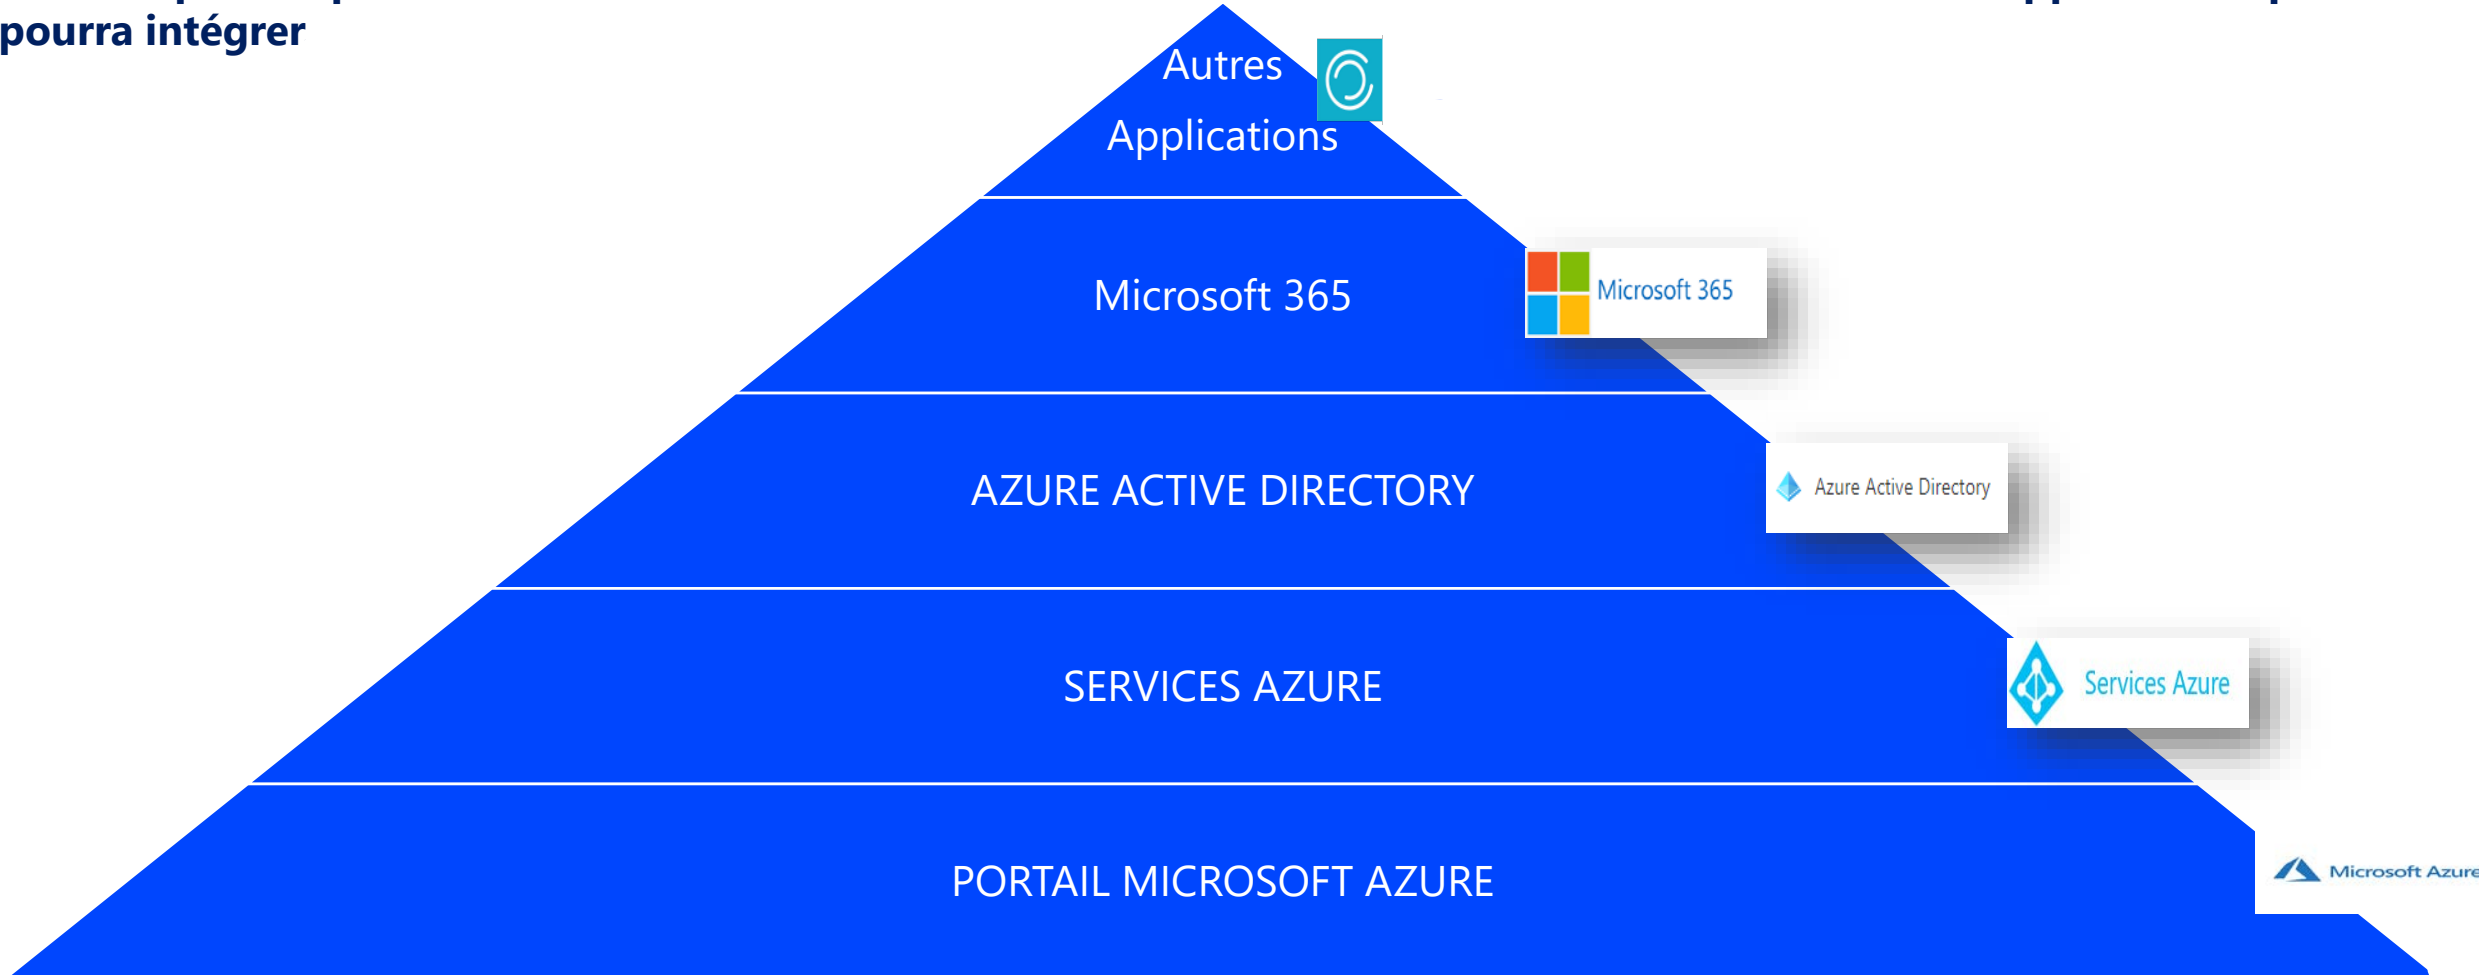 pourra intégrer
Autres
Applications
Microsoft 365
Microsoft 365
AZURE ACTIVE DIRECTORY
Azure Active Directory
SERVICES AZURE
Services Azure
PORTAIL MICROSOFT AZURE
Microsoft Azure